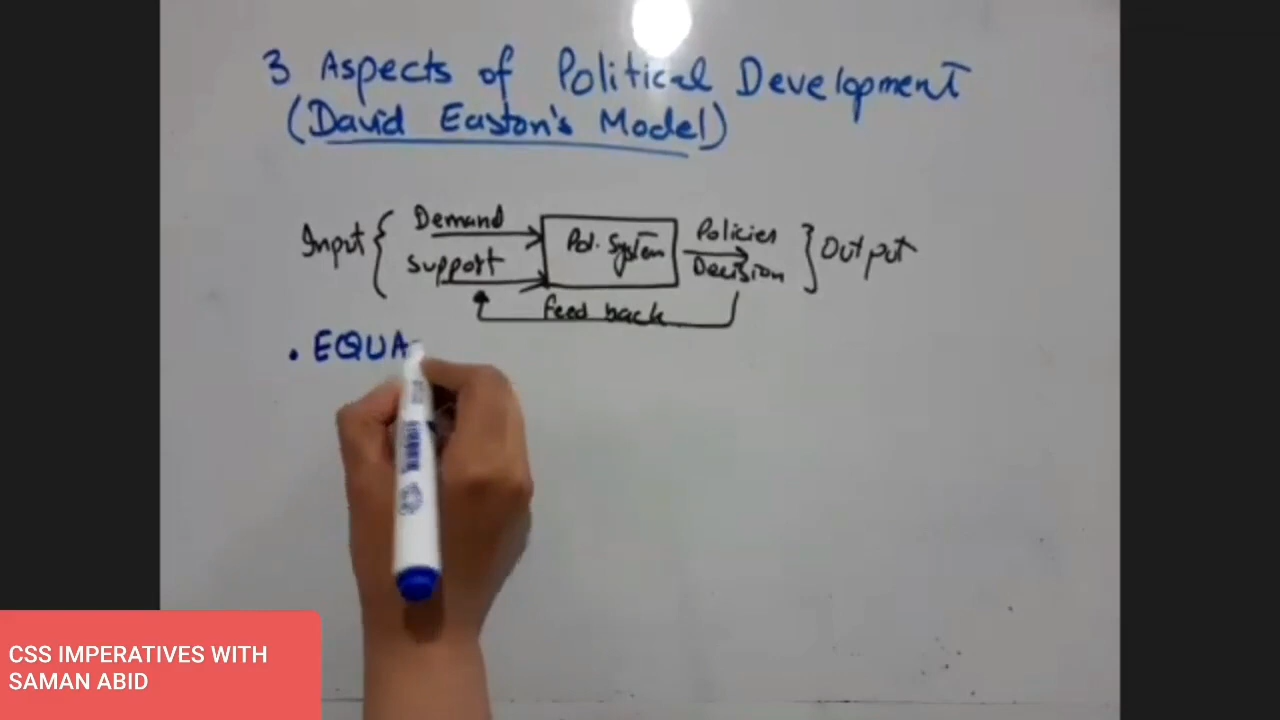 3 Aspects of Political Development
(David Easton's Model)
Input { Demand Support
Pol. System
Policies Decision } Output
Feed back
. EQUA
CSS IMPERATIVES WITH
SAMAN ABID